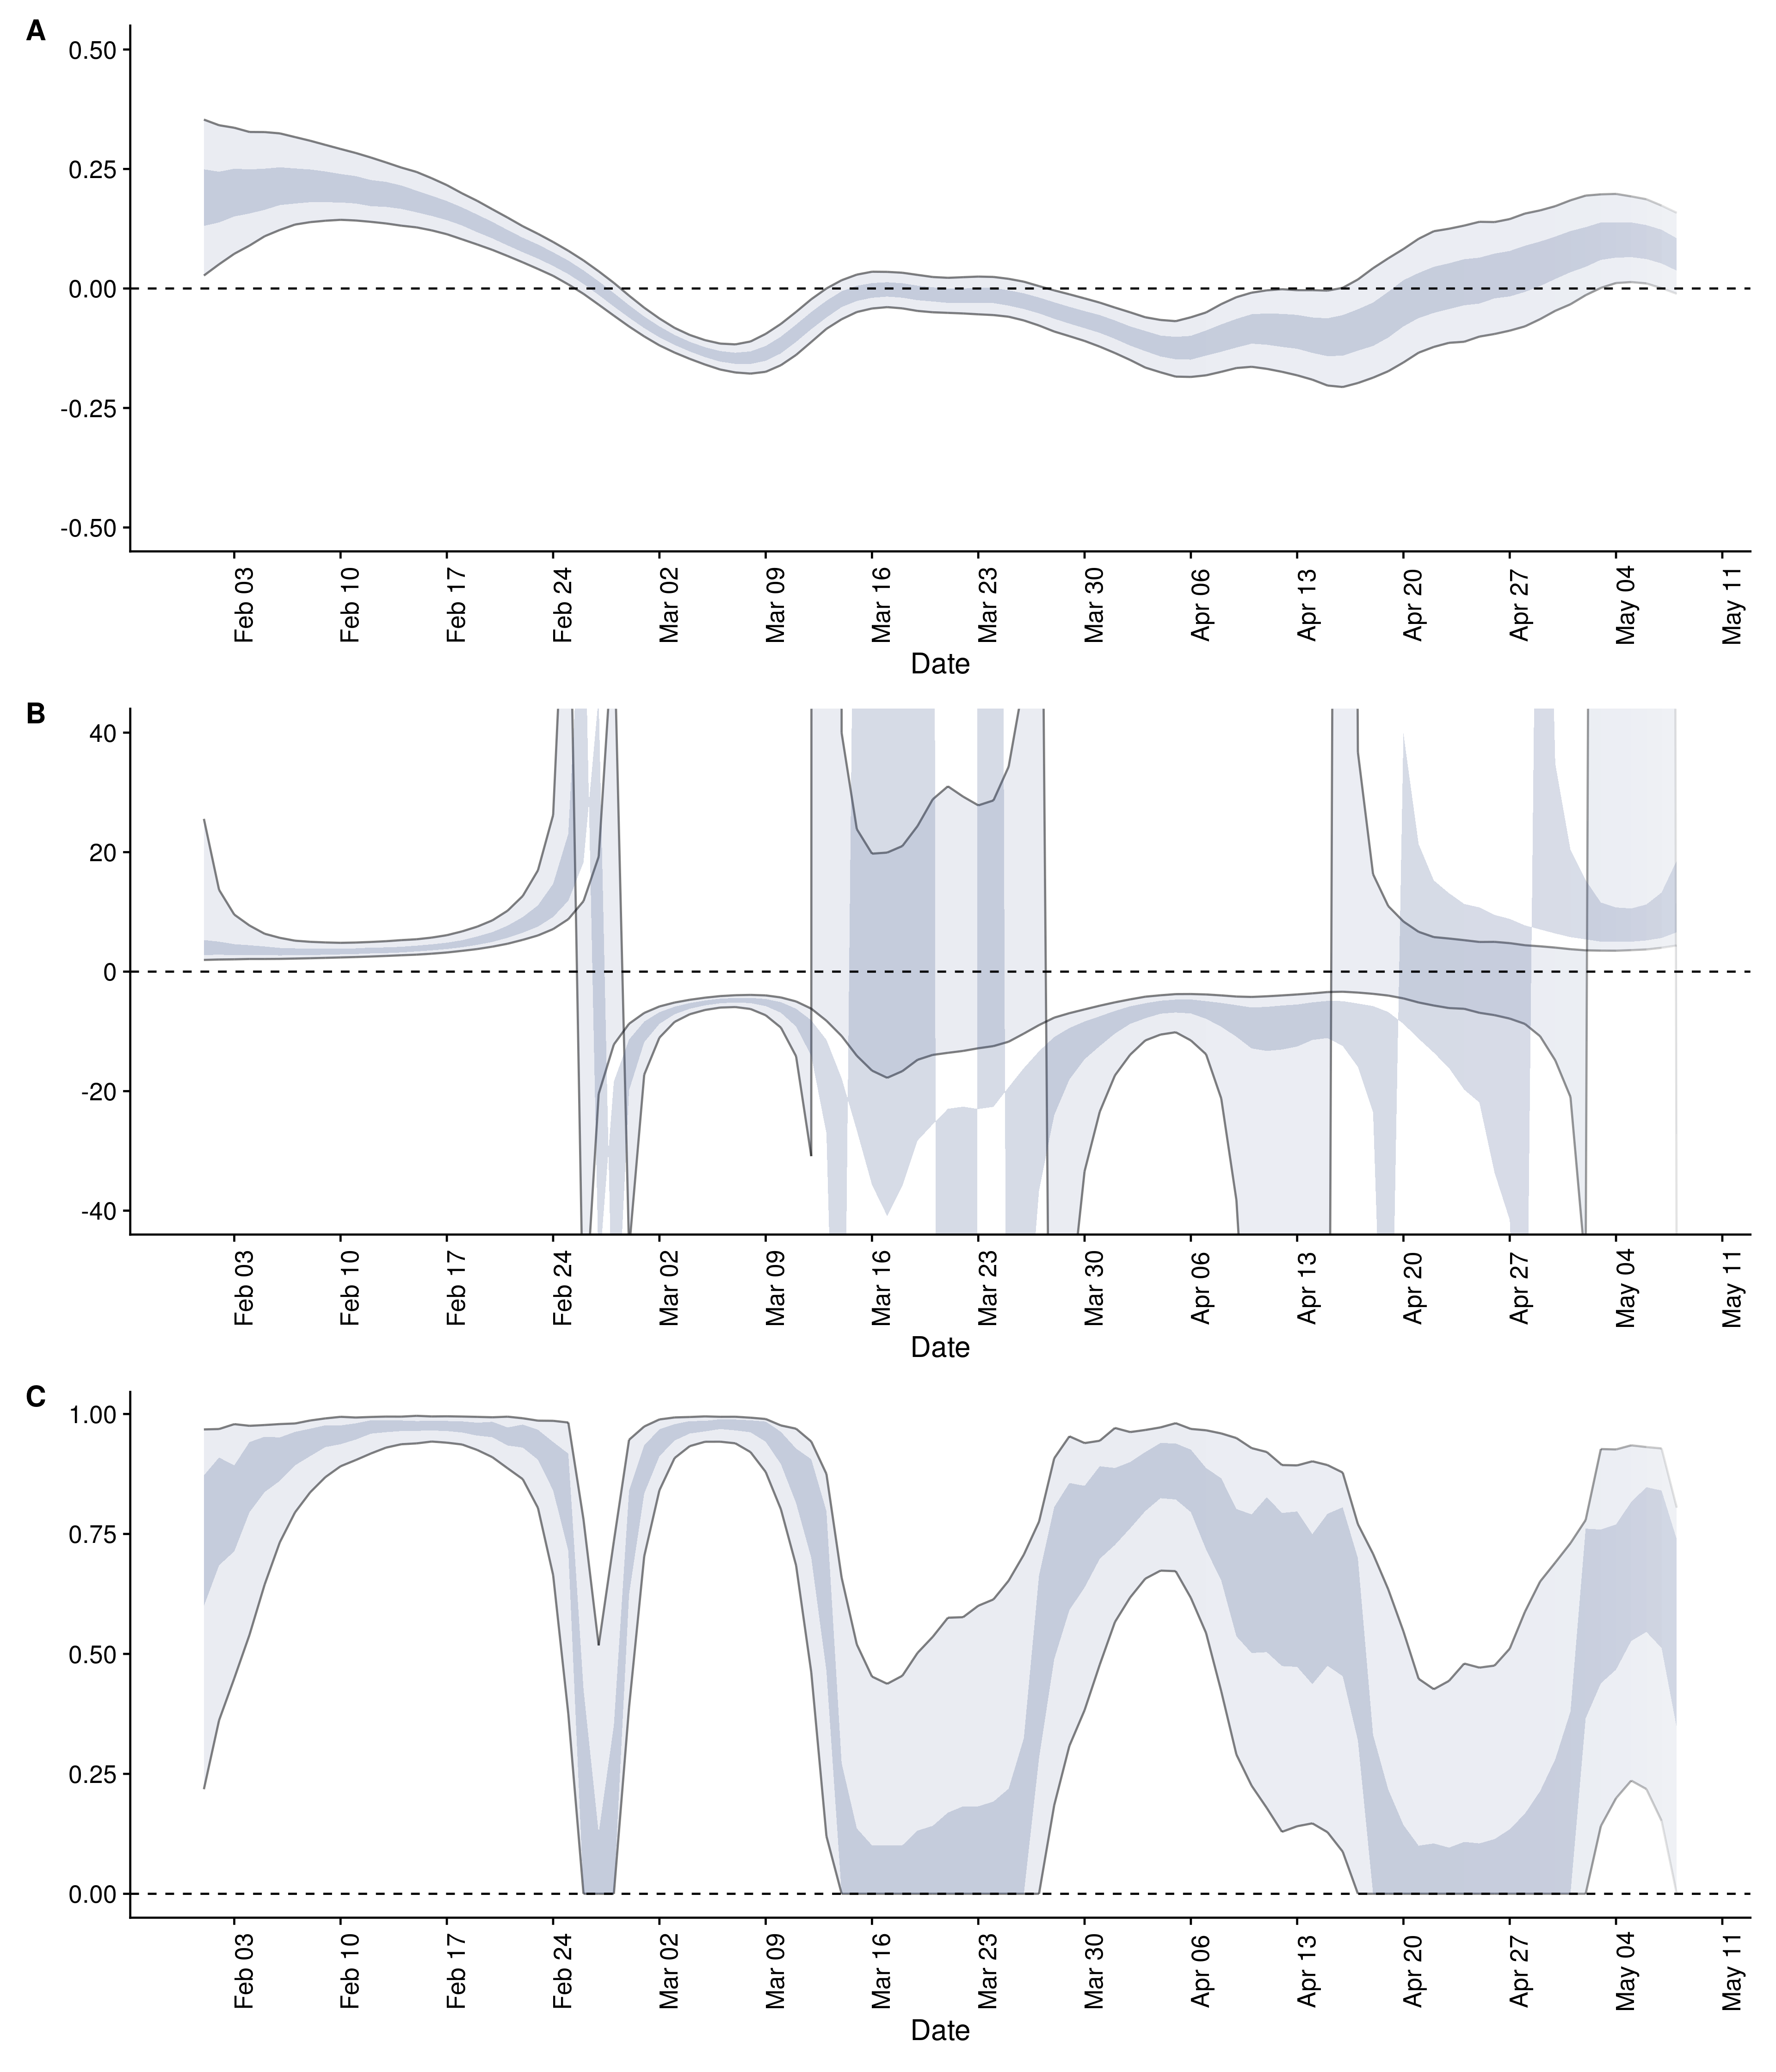 A
0.50
0.25
0.00
-0.25
-0.50
Feb 03
Feb 10
Feb 17
Feb 24
Mar 02
Mar 09
Mar 16
Mar 23
Mar 30
Apr 06
Apr 13
Apr 20
Apr 27
May 04
May 11
Date
B
40
20
0
-20
-40
Feb 03
Feb 10
Feb 17
Feb 24
Mar 02
Mar 09
Mar 16
Mar 23
Mar 30
Apr 06
Apr 13
Apr 20
Apr 27
May 04
May 11
Date
C
1.00
0.75
0.50
0.25
0.00
Feb 03
Feb 10
Feb 17
Feb 24
Mar 02
Mar 09
Mar 16
Mar 23
Mar 30
Apr 06
Apr 13
Apr 20
Apr 27
May 04
May 11
Date